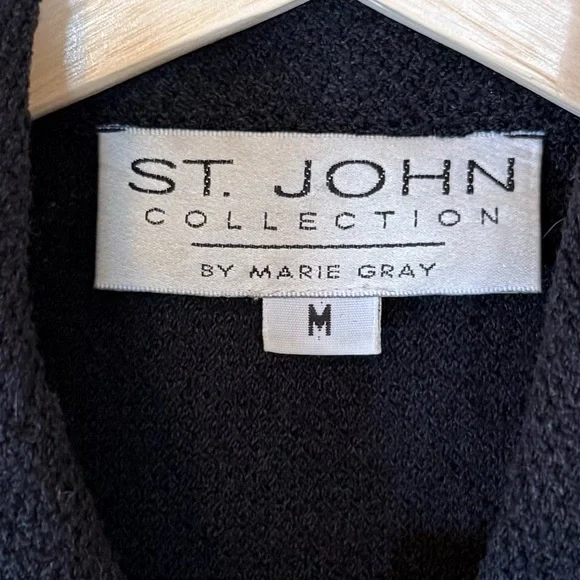 ST. JOHN
COLLECTION
BY MARIE GRAY
M